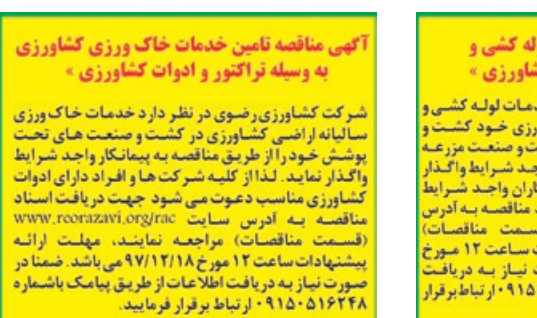 آگهی مناقصه تامین خدمات خاک ورزی کشاورزی
به وسیله تراکتور و ادوات کشاورزی »
شرکت کشاورزی رضوی در نظر دارد خدمات خاک ورزی
سالیانه اراضی کشاورزی در کشت و صنعت های تحت
پوشش خود را از طریق مناقصه به پیمانکار واجد شرایط
واگذار نماید. لذا از کلیه شرکت ها و افراد دارای ادوات
کشاورزی مناسب دعوت می شود جهت دریافت اسناد
مناقصه به آدرس سایت www.reorazavi.org/rac
(قسمت مناقصات) مراجعه نمایند، مهلت ارائه
پیشنهادات ساعت ۱۲ مورخ ۹۷/۱۲/۱۸ می باشد. ضمنا در
صورت نیاز به دریافت اطلاعات از طریق پیامک باشماره
۰۹۱۵۰۵۱۶۲۴۸ ارتباط برقرار فرمایید.
له کشی و
شاورزی »
دمات لوله کشی و
رزی خود کشت و
ت و صنعت مزرعه
جد شرایط واگذار
اران واجد شرایط
مناقصه به آدرس
سمت مناقصات)
ت ساعت ۱۲ مورخ
نیاز به دریافت
۰۹۱۵ ارتباط برقرار